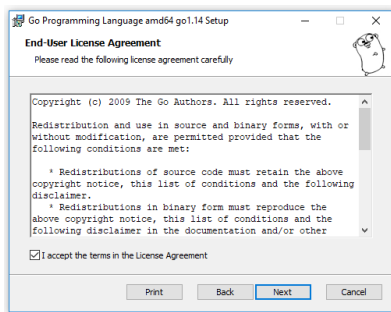 Go Programming Language amd64 go1.14 Setup
End-User License Agreement
Please read the following license agreement carefully
Copyright (c) 2009 The Go Authors. All rights reserved.
Redistribution and use in source and binary forms, with or
without modification, are permitted provided that the
following conditions are met:
* Redistributions of source code must retain the above
copyright notice, this list of conditions and the following
disclaimer.
* Redistributions in binary form must reproduce the
above copyright notice, this list of conditions and the
following disclaimer in the documentation and/or other
I accept the terms in the License Agreement
Print Back Next Cancel